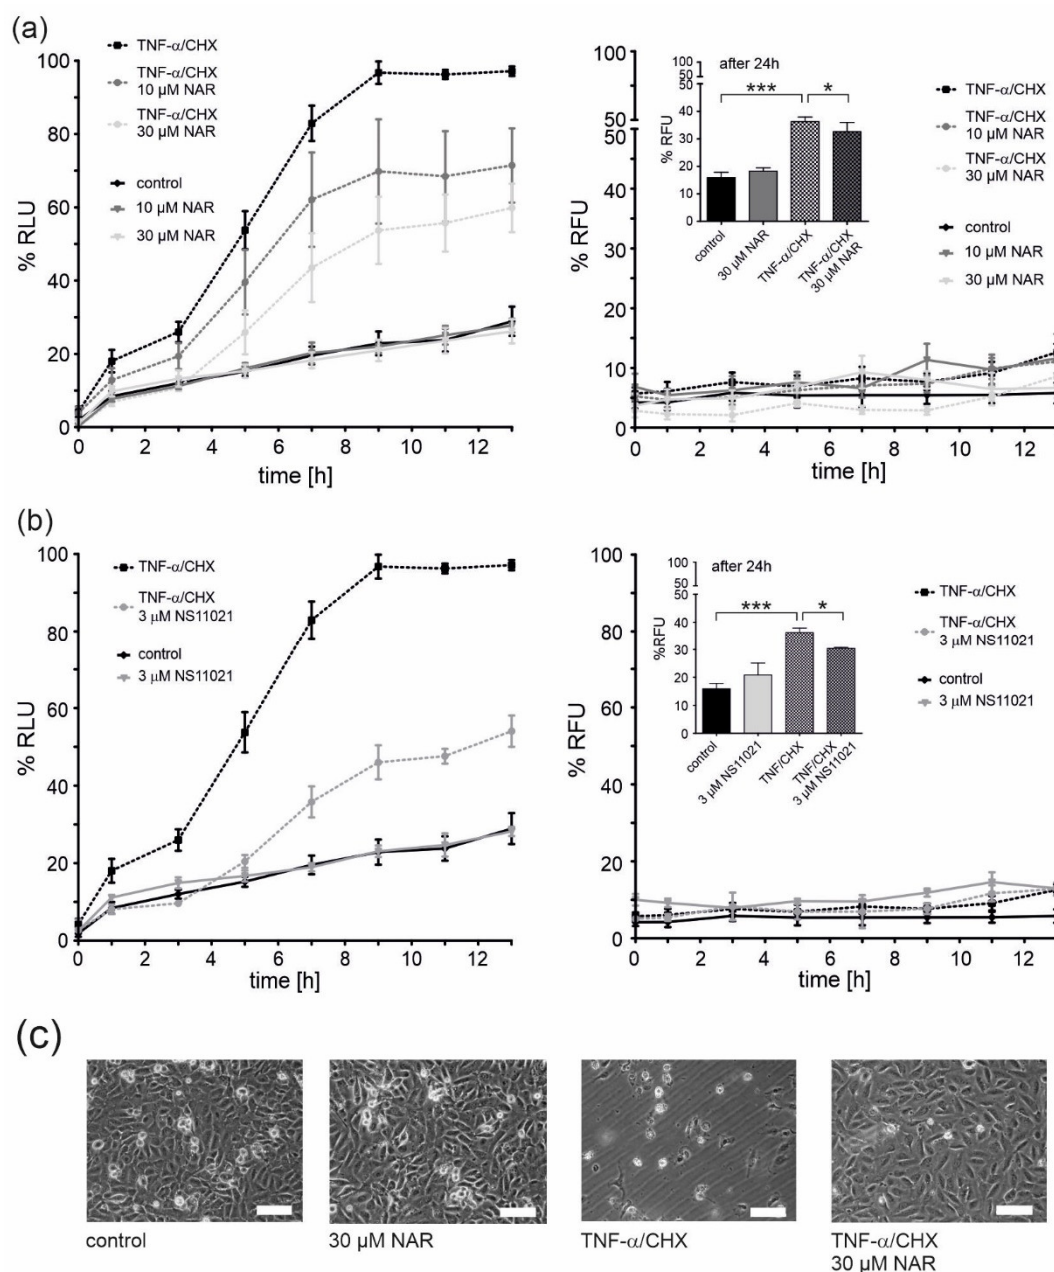 (a)
TNF-α/CHX
TNF-α/CHX
10 µM NAR
TNF-α/CHX
30 µM NAR
control
10 µM NAR
30 µM NAR
% RLU
100
80
60
40
20
0
0 2 4 6 8 10 12
time [h]
% RFU
100
50
50
40
30
20
10
0
0 2 4 6 8 10 12
time [h]
after 24h
% RFU
100
50
50
40
30
20
10
0
*** *
control
30 µM NAR
TNF-α/CHX
TNF-α/CHX
30 µM NAR
TNF-α/CHX
TNF-α/CHX
10 µM NAR
TNF-α/CHX
30 µM NAR
control
10 µM NAR
30 µM NAR
(b)
TNF-α/CHX
TNF-α/CHX
3 µM NS11021
control
3 µM NS11021
% RLU
100
80
60
40
20
0
0 2 4 6 8 10 12
time [h]
% RFU
100
80
60
40
20
0
0 2 4 6 8 10 12
time [h]
after 24h
%RFU
100
50
50
40
30
20
10
0
*** *
control
3 µM NS11021
TNF/CHX
TNF/CHX
3 µM NS11021
TNF-α/CHX
TNF-α/CHX
3 µM NS11021
control
3 µM NS11021
(c)
control
30 µM NAR
TNF-α/CHX
TNF-α/CHX
30 µM NAR